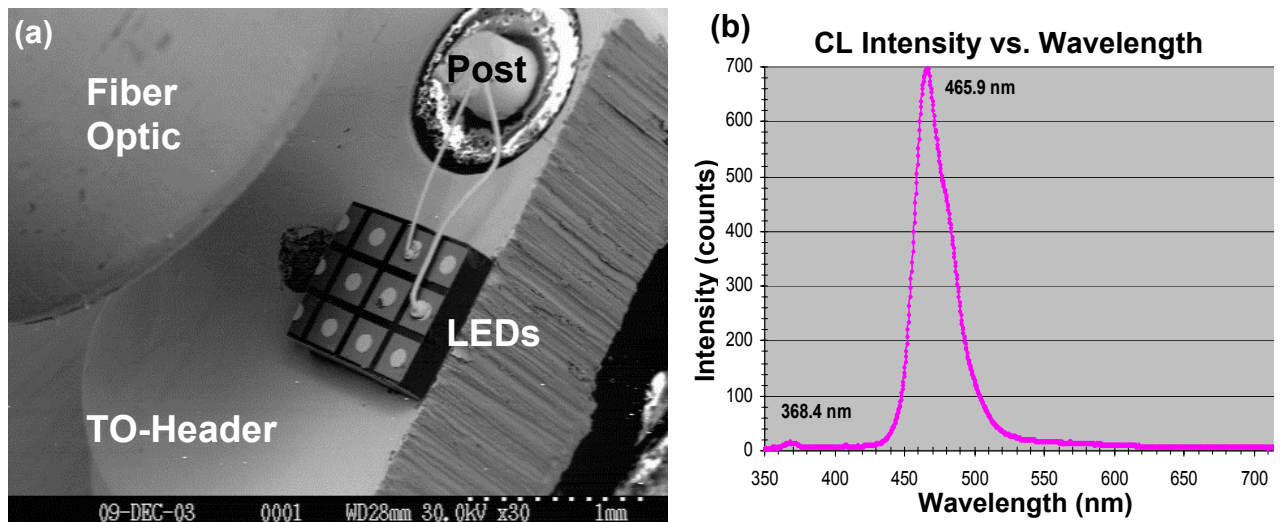 (a)
Fiber
Optic
Post
LEDs
TO-Header
09-DEC-03 0001 WD28mm 30.0kV x30 1mm
(b)
CL Intensity vs. Wavelength
700
600
500
400
300
200
100
0
Intensity (counts)
465.9 nm
368.4 nm
350 400 450 500 550 600 650 700
Wavelength (nm)